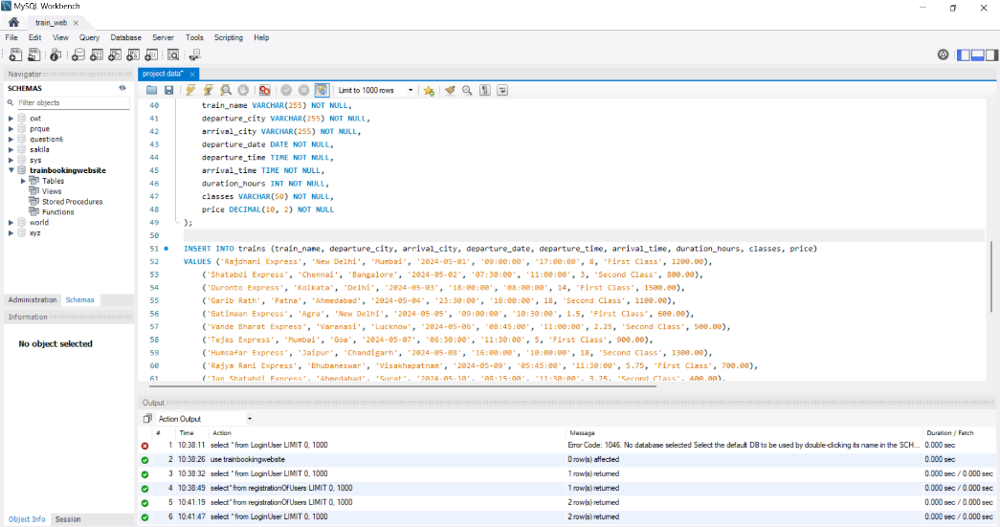 MySQL Workbench
train_web ×
File Edit View Query Database Server Tools Scripting Help
Navigator
SCHEMAS
Filter objects
cwt
prque
question6
sakila
sys
trainbookingwebsite
Tables
Views
Stored Procedures
Functions
world
xyz
Administration Schemas
Information
No object selected
Object Info Session
project data* ×
Limit to 1000 rows
40 train_name VARCHAR(255) NOT NULL,
41 departure_city VARCHAR(255) NOT NULL,
42 arrival_city VARCHAR(255) NOT NULL,
43 departure_date DATE NOT NULL,
44 departure_time TIME NOT NULL,
45 arrival_time TIME NOT NULL,
46 duration_hours INT NOT NULL,
47 classes VARCHAR(50) NOT NULL,
48 price DECIMAL(10, 2) NOT NULL
49 );
50
51 INSERT INTO trains (train_name, departure_city, arrival_city, departure_date, departure_time, arrival_time, duration_hours, classes, price)
52 VALUES ('Rajdhani Express', 'New Delhi', 'Mumbai', '2024-05-01', '09:00:00', '17:00:00', 8, 'First Class', 1200.00),
53 ('Shatabdi Express', 'Chennai', 'Bangalore', '2024-05-02', '07:30:00', '11:00:00', 3, 'Second Class', 800.00),
54 ('Duronto Express', 'Kolkata', 'Delhi', '2024-05-03', '18:00:00', '08:00:00', 14, 'First Class', 1500.00),
55 ('Garib Rath', 'Patna', 'Ahmedabad', '2024-05-04', '23:30:00', '18:00:00', 18, 'Second Class', 1100.00),
56 ('Gatimaan Express', 'Agra', 'New Delhi', '2024-05-05', '09:00:00', '10:30:00', 1.5, 'First Class', 600.00),
57 ('Vande Bharat Express', 'Varanasi', 'Lucknow', '2024-05-06', '08:45:00', '11:00:00', 2.25, 'Second Class', 500.00),
58 ('Tejas Express', 'Mumbai', 'Goa', '2024-05-07', '06:30:00', '11:30:00', 5, 'First Class', 900.00),
59 ('Humsafar Express', 'Jaipur', 'Chandigarh', '2024-05-08', '16:00:00', '10:00:00', 18, 'Second Class', 1300.00),
60 ('Rajya Rani Express', 'Bhubaneswar', 'Visakhapatnam', '2024-05-09', '05:45:00', '11:30:00', 5.75, 'First Class', 700.00),
61 ('Jan Shatabdi Express', 'Ahmedabad', 'Surat', '2024-05-10', '08:15:00', '11:30:00', 3.25, 'Second Class', 400.00),
Output
Action Output
# Time Action Message Duration / Fetch
1 10:38:11 select * from LoginUser LIMIT 0, 1000 Error Code: 1046. No database selected Select the default DB to be used by double-clicking its name in the SCH... 0.000 sec
2 10:38:26 use trainbookingwebsite 0 row(s) affected 0.000 sec
3 10:38:32 select * from LoginUser LIMIT 0, 1000 1 row(s) returned 0.000 sec / 0.000 sec
4 10:38:49 select * from registrationOfUsers LIMIT 0, 1000 1 row(s) returned 0.000 sec / 0.000 sec
5 10:41:19 select * from registrationOfUsers LIMIT 0, 1000 2 row(s) returned 0.000 sec / 0.000 sec
6 10:41:47 select * from LoginUser LIMIT 0, 1000 2 row(s) returned 0.000 sec / 0.000 sec